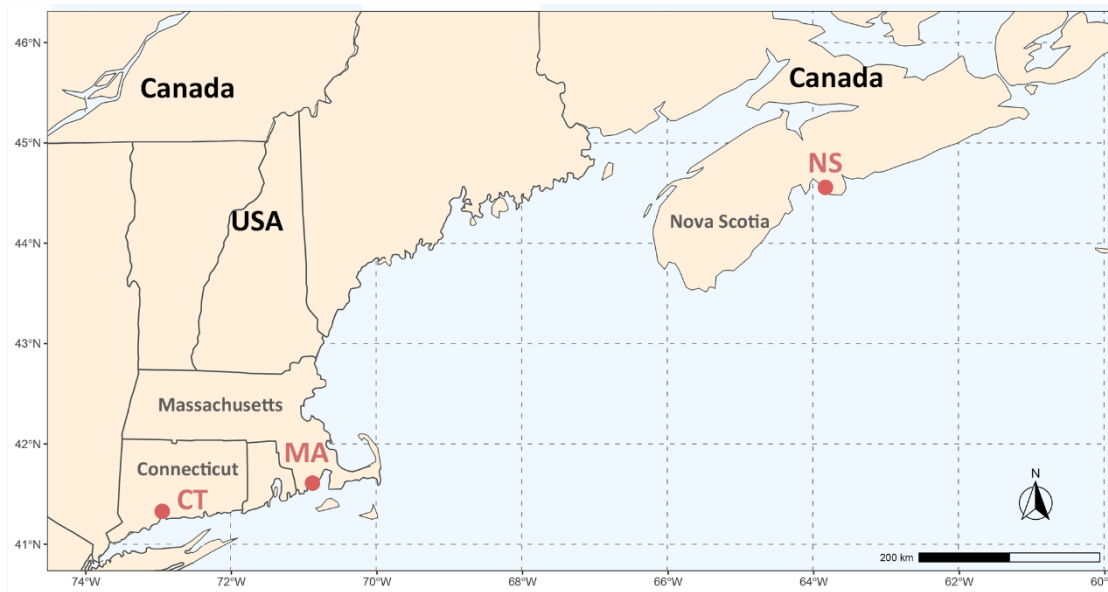 46°N
Canada
Canada
45°N
NS
USA
Nova Scotia
44°N
43°N
Massachusetts
42°N
MA
Connecticut
CT
N
41°N
200 km
74°W
72°W
70°W
68°W
66°W
64°W
62°W
60°